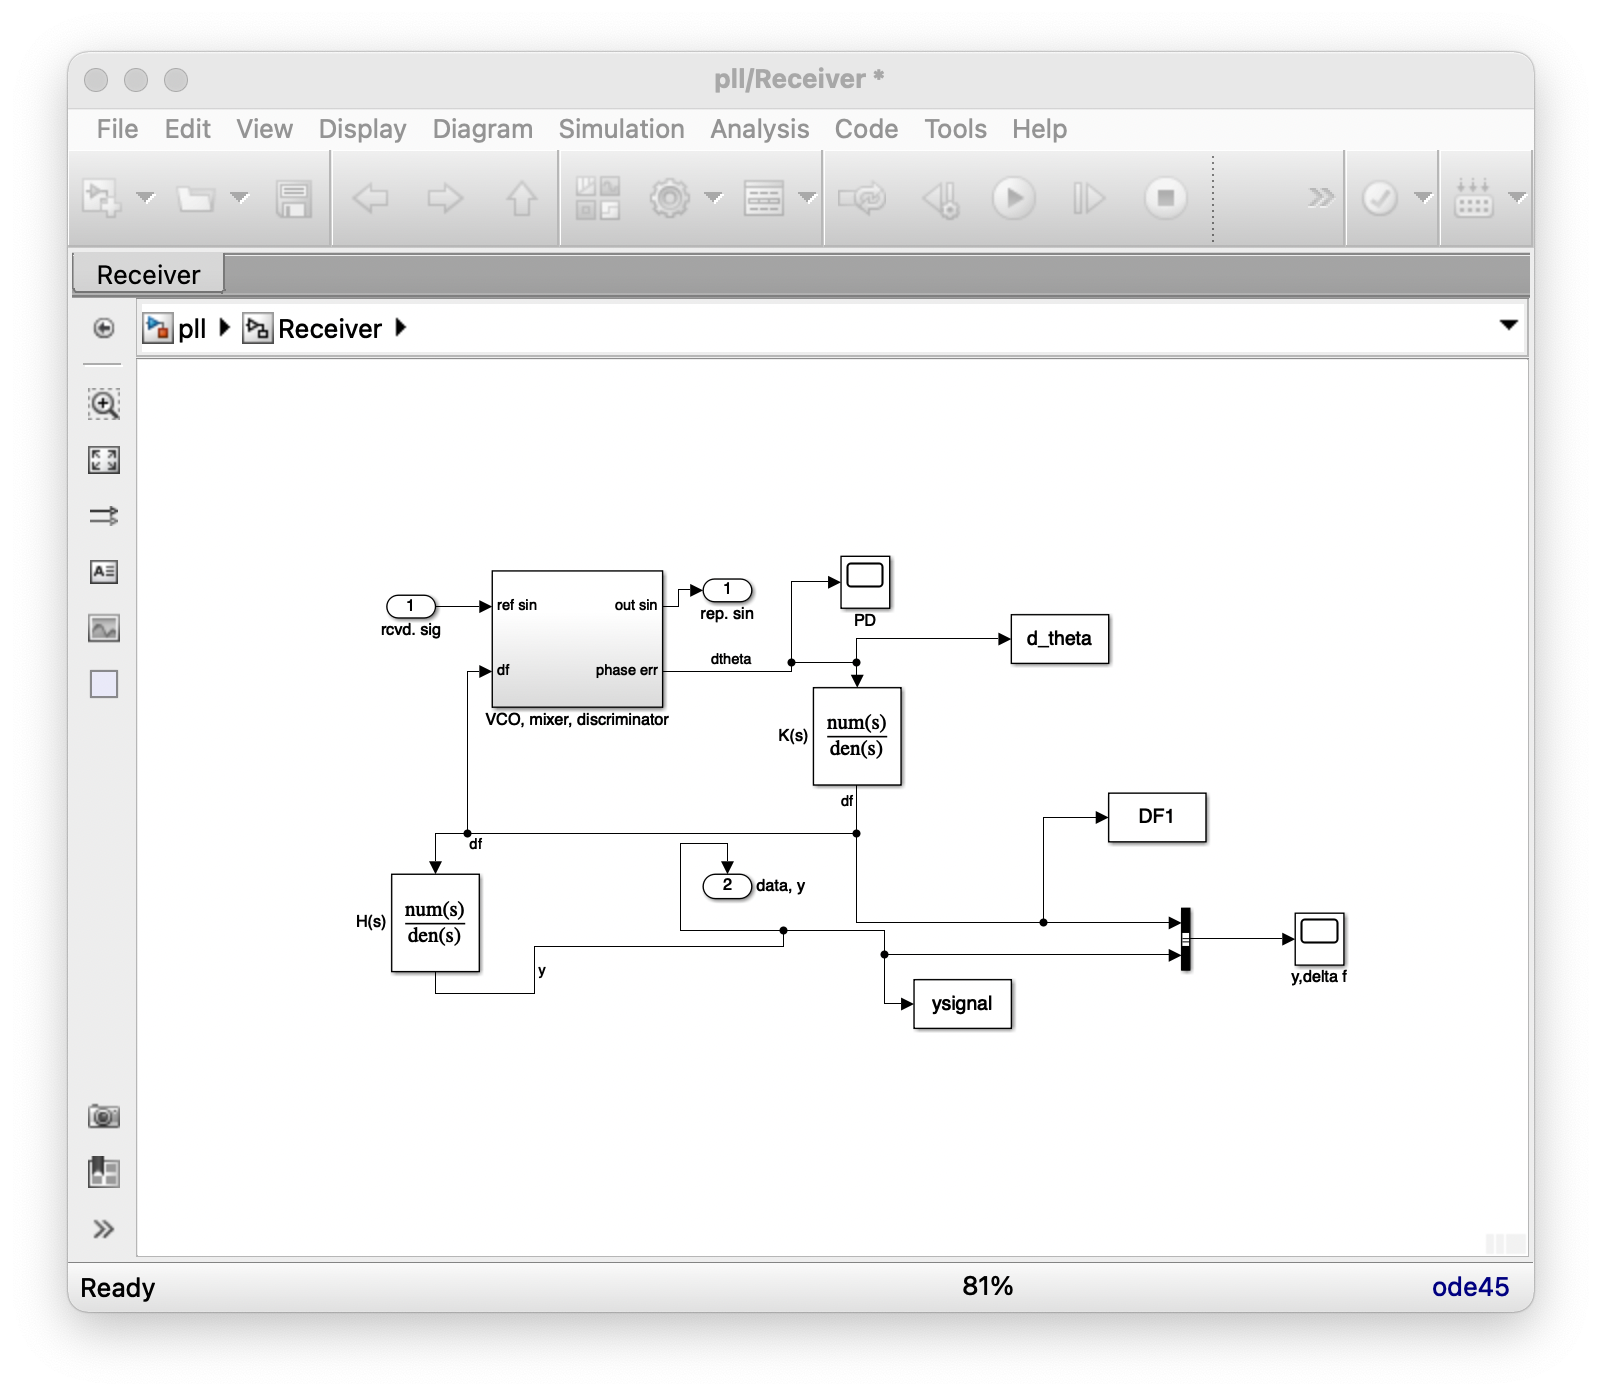 pll/Receiver *
File Edit View Display Diagram Simulation Analysis Code Tools Help
Receiver
pll Receiver
1
rcvd. sig
ref sin
out sin
df
phase err
VCO, mixer, discriminator
1
rep. sin
dtheta
PD
d_theta
K(s)
num(s)
den(s)
df
df
DF1
H(s)
num(s)
den(s)
2
data, y
y
ysignal
y,delta f
Ready
81%
ode45